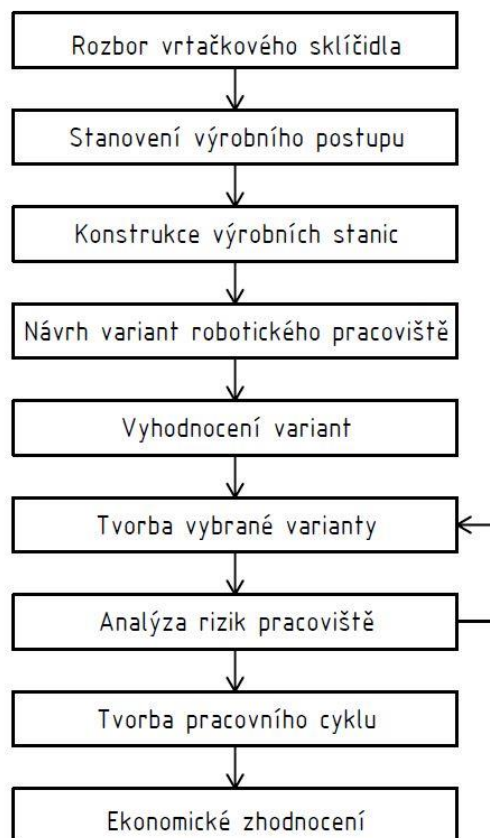 Rozbor vrtačkového sklíčidla
Stanovení výrobního postupu
Konstrukce výrobních stanic
Návrh variant robotického pracoviště
Vyhodnocení variant
Tvorba vybrané varianty
Analýza rizik pracoviště
Tvorba pracovního cyklu
Ekonomické zhodnocení